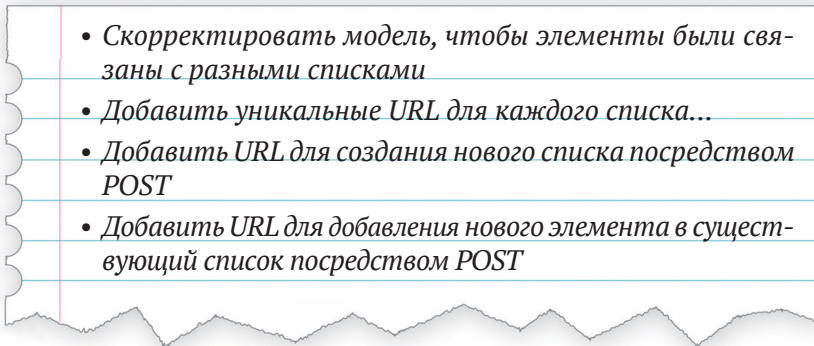 • Скорректировать модель, чтобы элементы были свя-
заны с разными списками
• Добавить уникальные URL для каждого списка...
• Добавить URL для создания нового списка посредством
POST
• Добавить URL для добавления нового элемента в сущест-
вующий список посредством POST